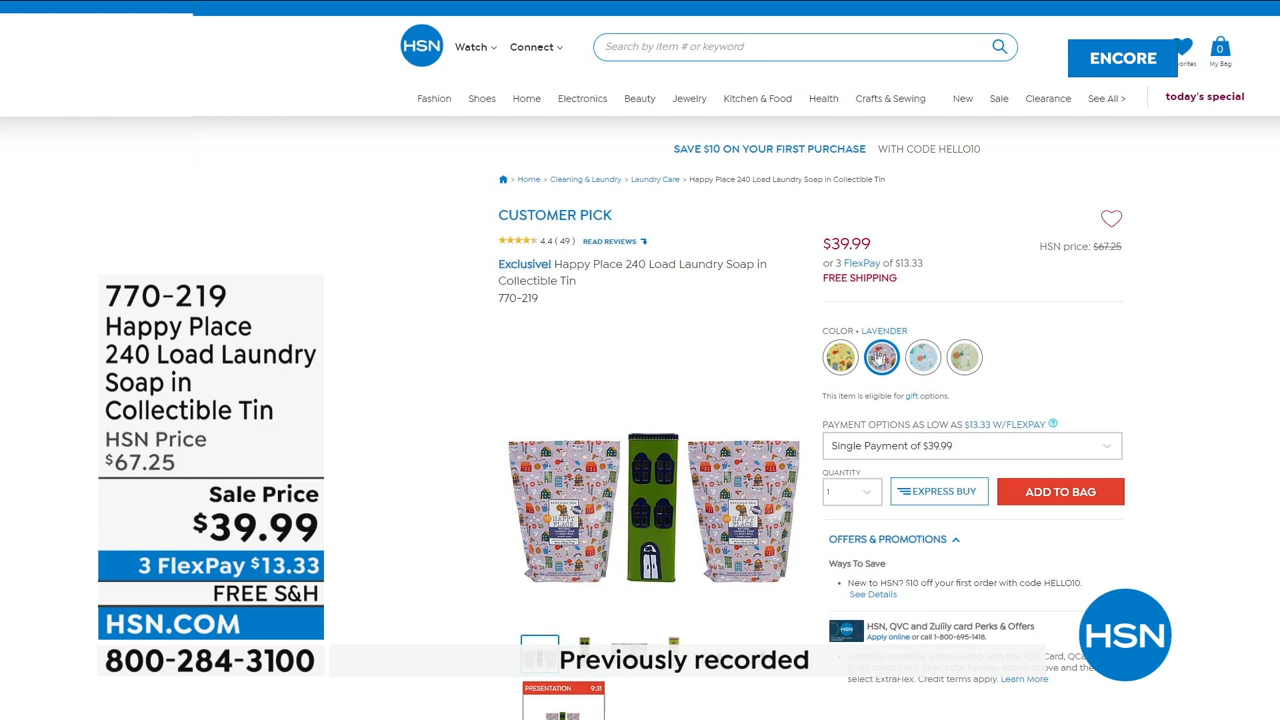 HSN
Watch
Connect
Search by item # or keyword
ENCORE
orites
0
My Bag
Fashion
Shoes
Home
Electronics
Beauty
Jewelry
Kitchen & Food
Health
Crafts & Sewing
New
Sale
Clearance
See All >
today's special
SAVE $10 ON YOUR FIRST PURCHASE WITH CODE HELLO10
> Home > Cleaning & Laundry > Laundry Care > Happy Place 240 Load Laundry Soap in Collectible Tin
CUSTOMER PICK
4.4 ( 49 ) READ REVIEWS
Exclusive! Happy Place 240 Load Laundry Soap in
Collectible Tin
770-219
$39.99
HSN price: $67.25
or 3 FlexPay of $13.33
FREE SHIPPING
COLOR • LAVENDER
This item is eligible for gift options.
PAYMENT OPTIONS AS LOW AS $13.33 W/FLEXPAY ?
Single Payment of $39.99
QUANTITY
1
EXPRESS BUY
ADD TO BAG
OFFERS & PROMOTIONS
Ways To Save
• New to HSN? $10 off your first order with code HELLO10.
See Details
HSN, QVC and Zulily card Perks & Offers
Apply online or call 1-800-695-1418.
select ExtraFlex. Credit terms apply. Learn More
HAPPY
PLACE
HAPPY
PLACE
PRESENTATION 9:31
770-219
Happy Place
240 Load Laundry
Soap in
Collectible Tin
HSN Price
$67.25
Sale Price
$39.99
3 FlexPay $13.33
FREE S&H
HSN.COM
800-284-3100
Previously recorded
HSN